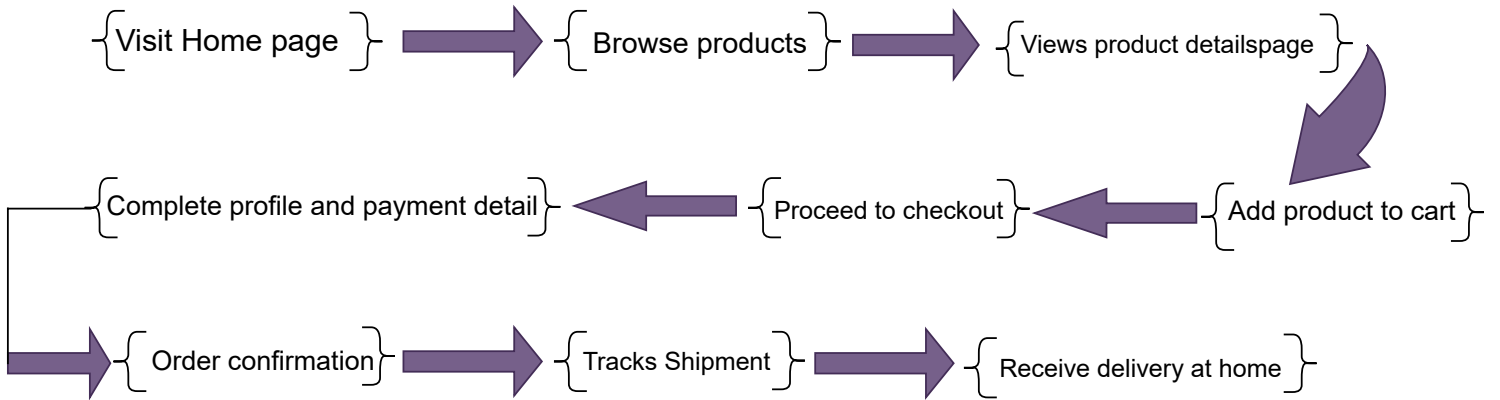 Visit Home page
Browse products
Views product detailspage
Add product to cart
Proceed to checkout
Complete profile and payment detail
Order confirmation
Tracks Shipment
Receive delivery at home